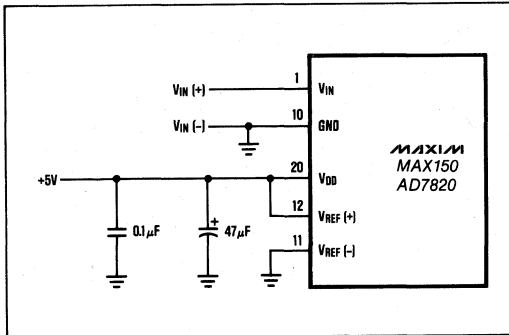 VIN (+)
1
VIN
VIN (-)
10
GND
MAXIM
MAX150
AD7820
+5V
20
VDD
12
VREF (+)
0.1µF
+
47µF
11
VREF (-)